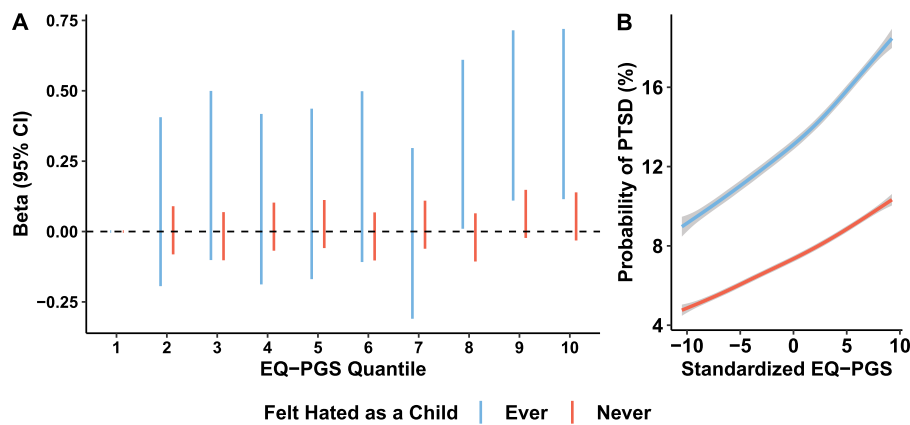 A
B
Beta (95% CI)
0.75
0.50
0.25
0.00
−0.25
1 2 3 4 5 6 7 8 9 10
EQ−PGS Quantile
Probability of PTSD (%)
16
12
8
4
−10 −5 0 5 10
Standardized EQ−PGS
Felt Hated as a Child Ever Never